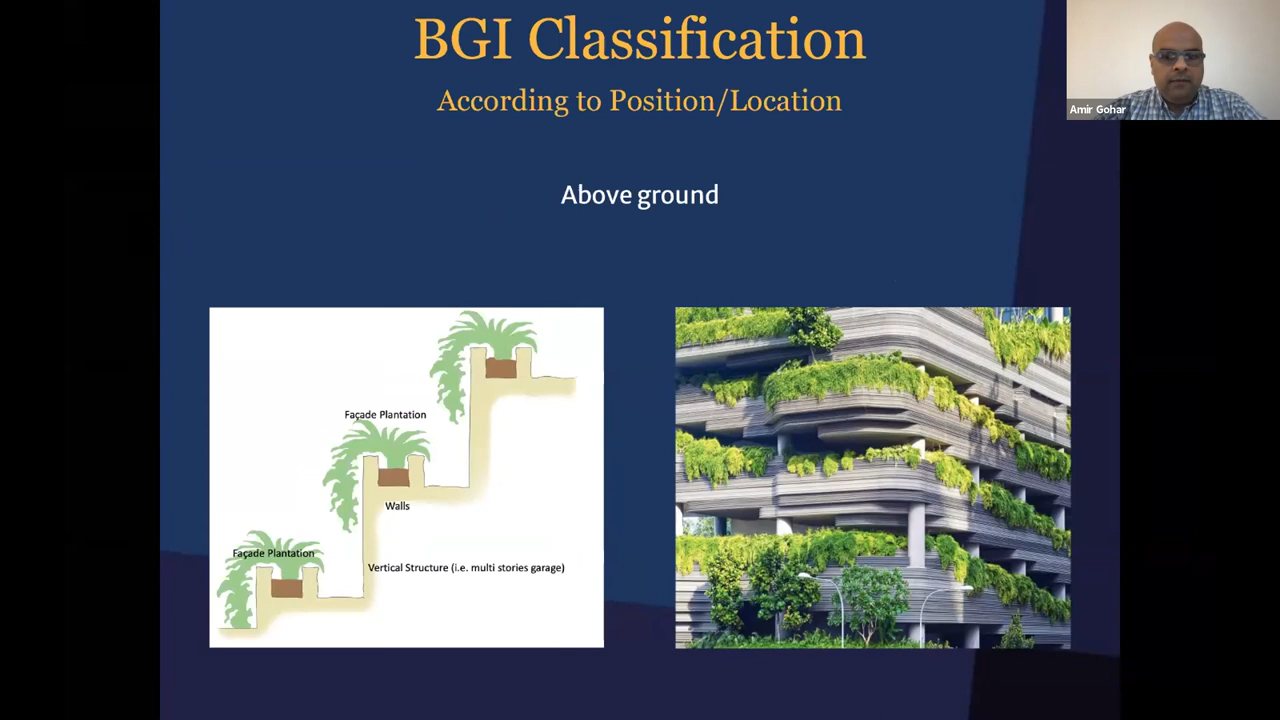 BGI Classification
According to Position/Location
Amir Gohar
Above ground
Façade Plantation
Walls
Façade Plantation
Vertical Structure (i.e. multi stories garage)